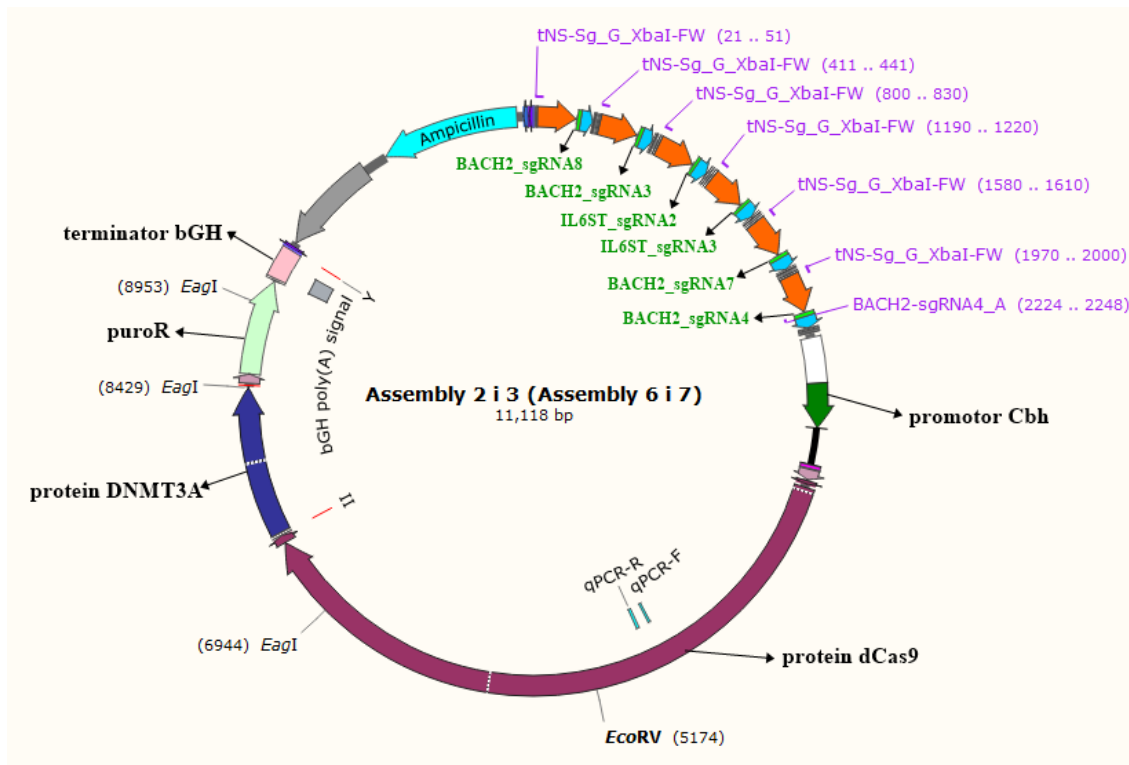 tNS-Sg_G_XbaI-FW (21 .. 51)
tNS-Sg_G_XbaI-FW (411 .. 441)
tNS-Sg_G_XbaI-FW (800 .. 830)
tNS-Sg_G_XbaI-FW (1190 .. 1220)
tNS-Sg_G_XbaI-FW (1580 .. 1610)
tNS-Sg_G_XbaI-FW (1970 .. 2000)
BACH2-sgRNA4_A (2224 .. 2248)
Ampicillin
BACH2_sgRNA8
BACH2_sgRNA3
IL6ST_sgRNA2
IL6ST_sgRNA3
BACH2_sgRNA7
BACH2_sgRNA4
terminator bGH
(8953) EagI
puroR
(8429) EagI
Y
bGH poly(A) signal
Assembly 2 i 3 (Assembly 6 i 7)
11,118 bp
promotor Cbh
protein DNMT3A
II
qPCR-R
qPCR-F
(6944) EagI
protein dCas9
EcoRV (5174)